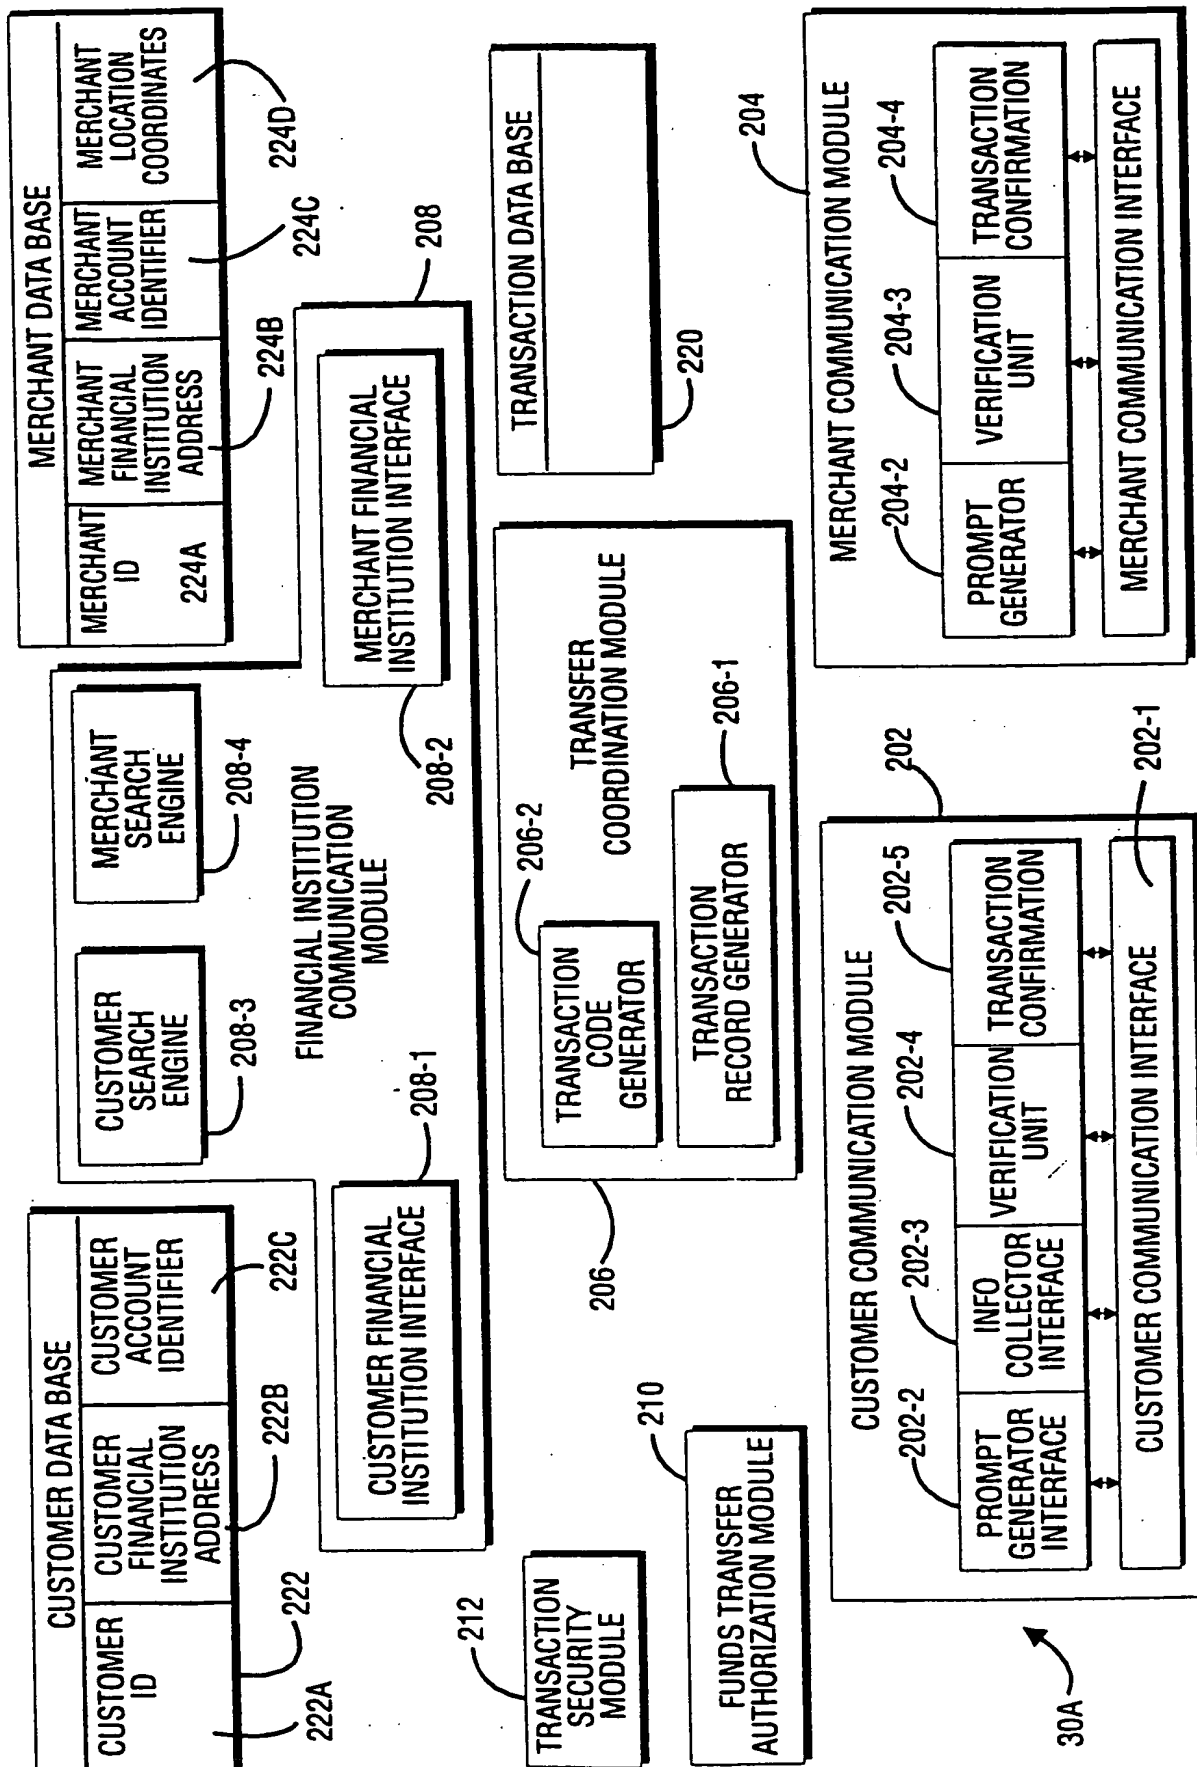 CUSTOMER DATA BASE
CUSTOMER
ID
222A
CUSTOMER
FINANCIAL
INSTITUTION
ADDRESS
222B
CUSTOMER
ACCOUNT
IDENTIFIER
222C
222
CUSTOMER
SEARCH
ENGINE
208-3
MERCHANT
SEARCH
ENGINE
208-4
FINANCIAL INSTITUTION
COMMUNICATION
MODULE
CUSTOMER FINANCIAL
INSTITUTION INTERFACE
208-1
MERCHANT FINANCIAL
INSTITUTION INTERFACE
208-2
208
MERCHANT DATA BASE
MERCHANT
ID
224A
MERCHANT
FINANCIAL
INSTITUTION
ADDRESS
224B
MERCHANT
ACCOUNT
IDENTIFIER
224C
MERCHANT
LOCATION
COORDINATES
224D
212
TRANSACTION
SECURITY
MODULE
210
FUNDS TRANSFER
AUTHORIZATION MODULE
206
TRANSFER
COORDINATION MODULE
206-2
TRANSACTION
CODE
GENERATOR
206-1
TRANSACTION
RECORD GENERATOR
TRANSACTION DATA BASE
220
30A
CUSTOMER COMMUNICATION MODULE
202
202-2
PROMPT
GENERATOR
INTERFACE
202-3
INFO
COLLECTOR
INTERFACE
202-4
VERIFICATION
UNIT
202-5
TRANSACTION
CONFIRMATION
CUSTOMER COMMUNICATION INTERFACE
202-1
MERCHANT COMMUNICATION MODULE
204
204-2
PROMPT
GENERATOR
204-3
VERIFICATION
UNIT
204-4
TRANSACTION
CONFIRMATION
MERCHANT COMMUNICATION INTERFACE